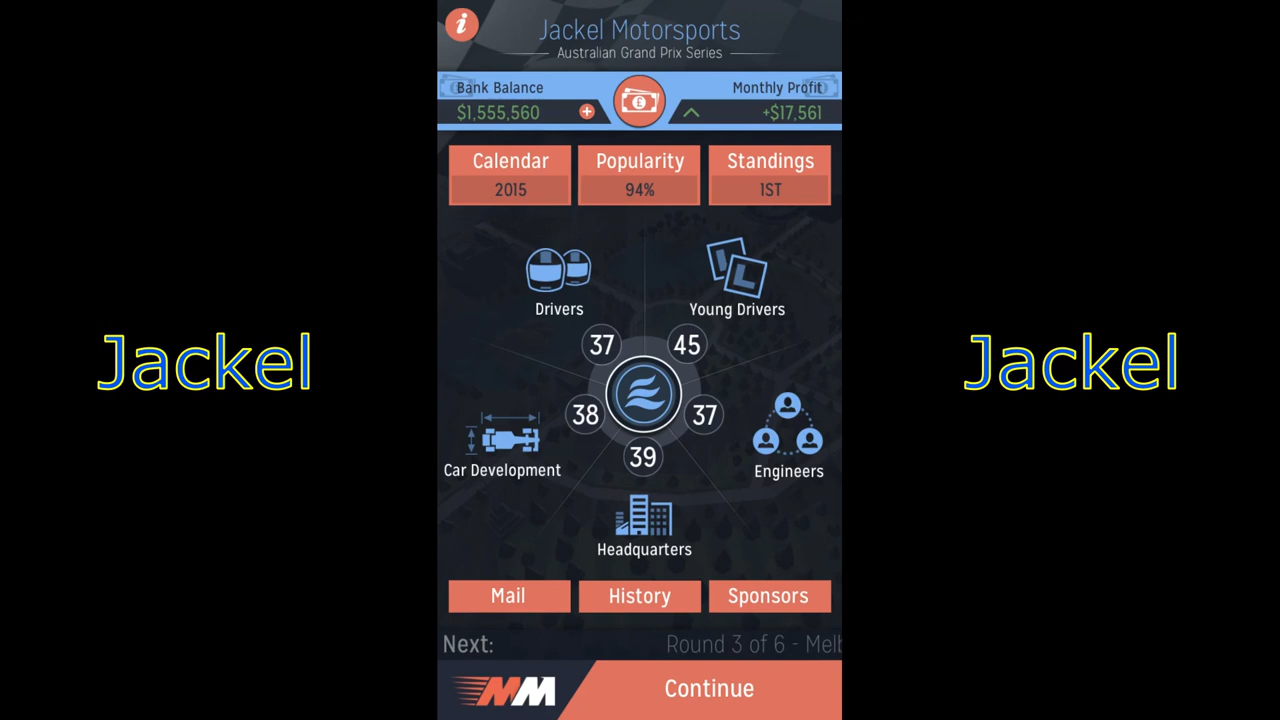 i
Jackel Motorsports
Australian Grand Prix Series
Bank Balance
Monthly Profit
$1,555,560
+
£
+$17,561
Calendar
Popularity
Standings
2015
94%
1ST
L
L
Drivers
Young Drivers
37
45
Jackel
Jackel
38
37
39
Car Development
Engineers
Headquarters
Mail
History
Sponsors
Next:
Round 3 of 6 - Melb
MM
Continue